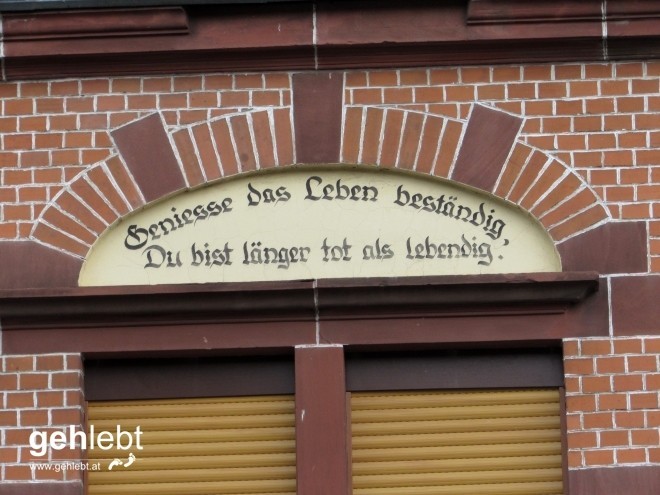 Geniesse das Leben beständig,
Du bist länger tot als lebendig.
gehlebt
www.gehlebt.at